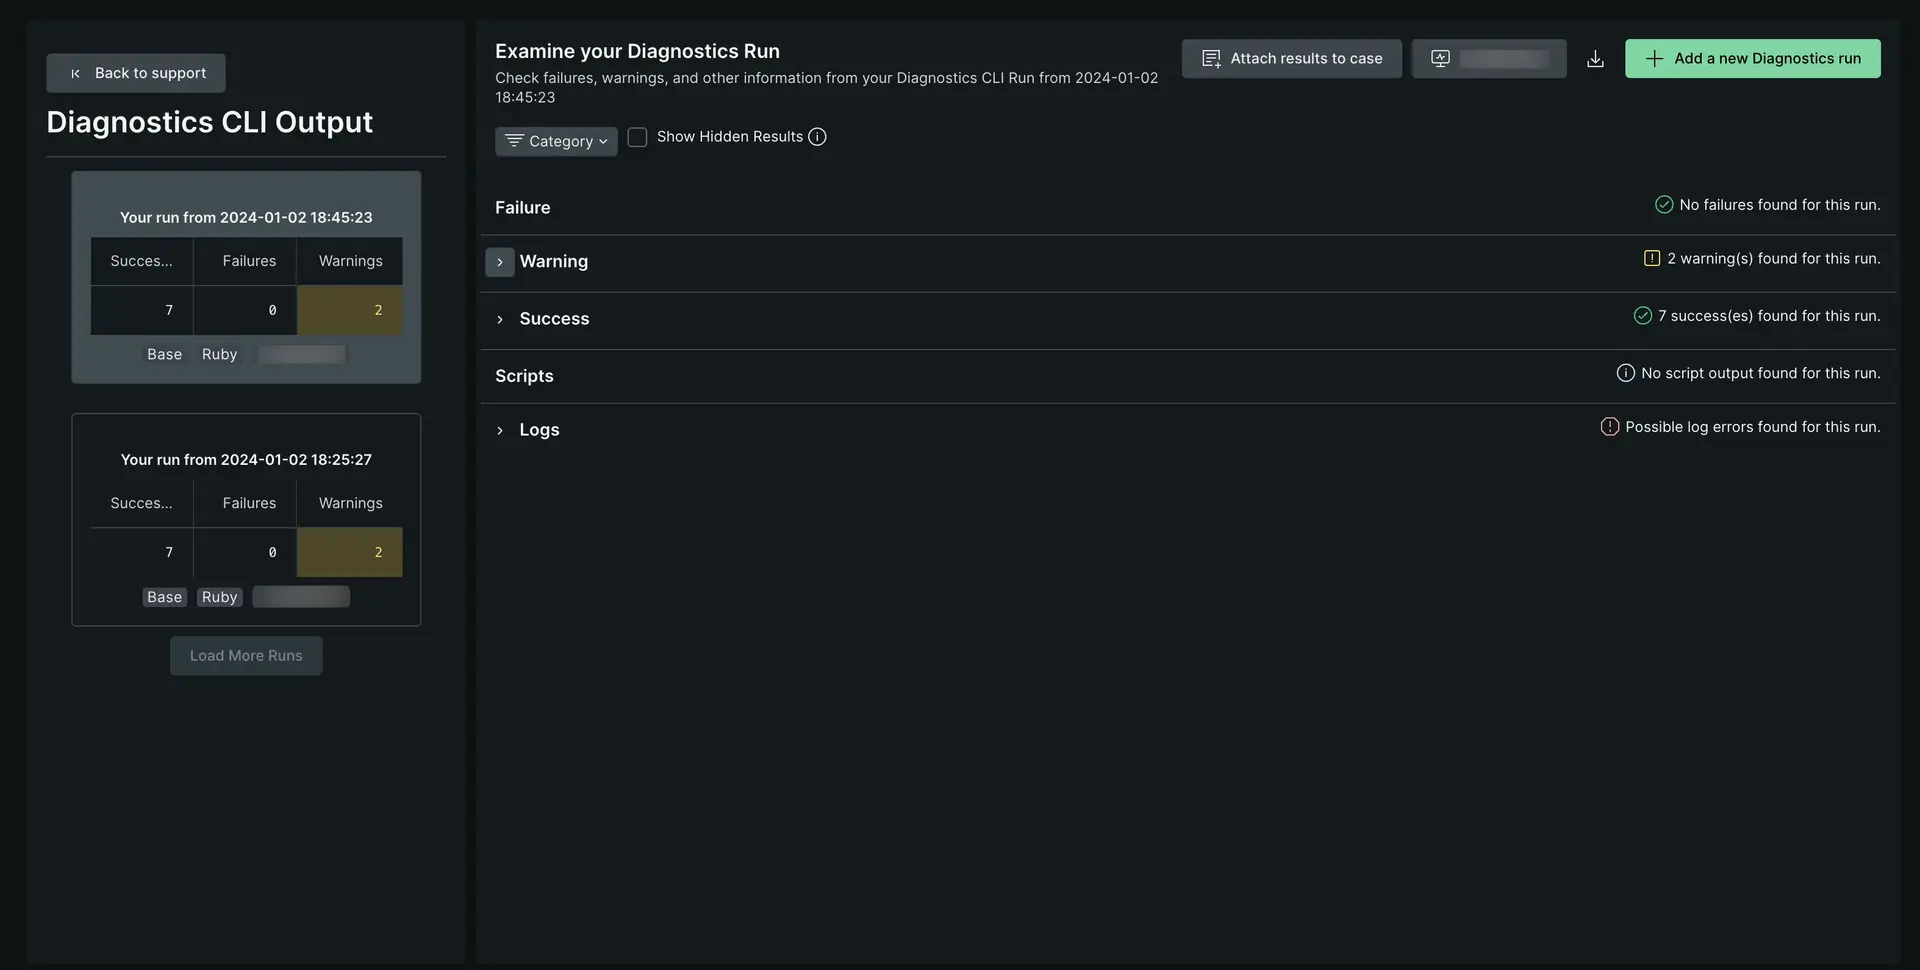 Back to support
Diagnostics CLI Output
Your run from 2024-01-02 18:45:23
Succes... Failures Warnings
7 0 2
Base Ruby
Your run from 2024-01-02 18:25:27
Succes... Failures Warnings
7 0 2
Base Ruby
Load More Runs
Examine your Diagnostics Run
Check failures, warnings, and other information from your Diagnostics CLI Run from 2024-01-02
18:45:23
Attach results to case
Add a new Diagnostics run
Category
Show Hidden Results
Failure
No failures found for this run.
Warning
2 warning(s) found for this run.
Success
7 success(es) found for this run.
Scripts
No script output found for this run.
Logs
Possible log errors found for this run.